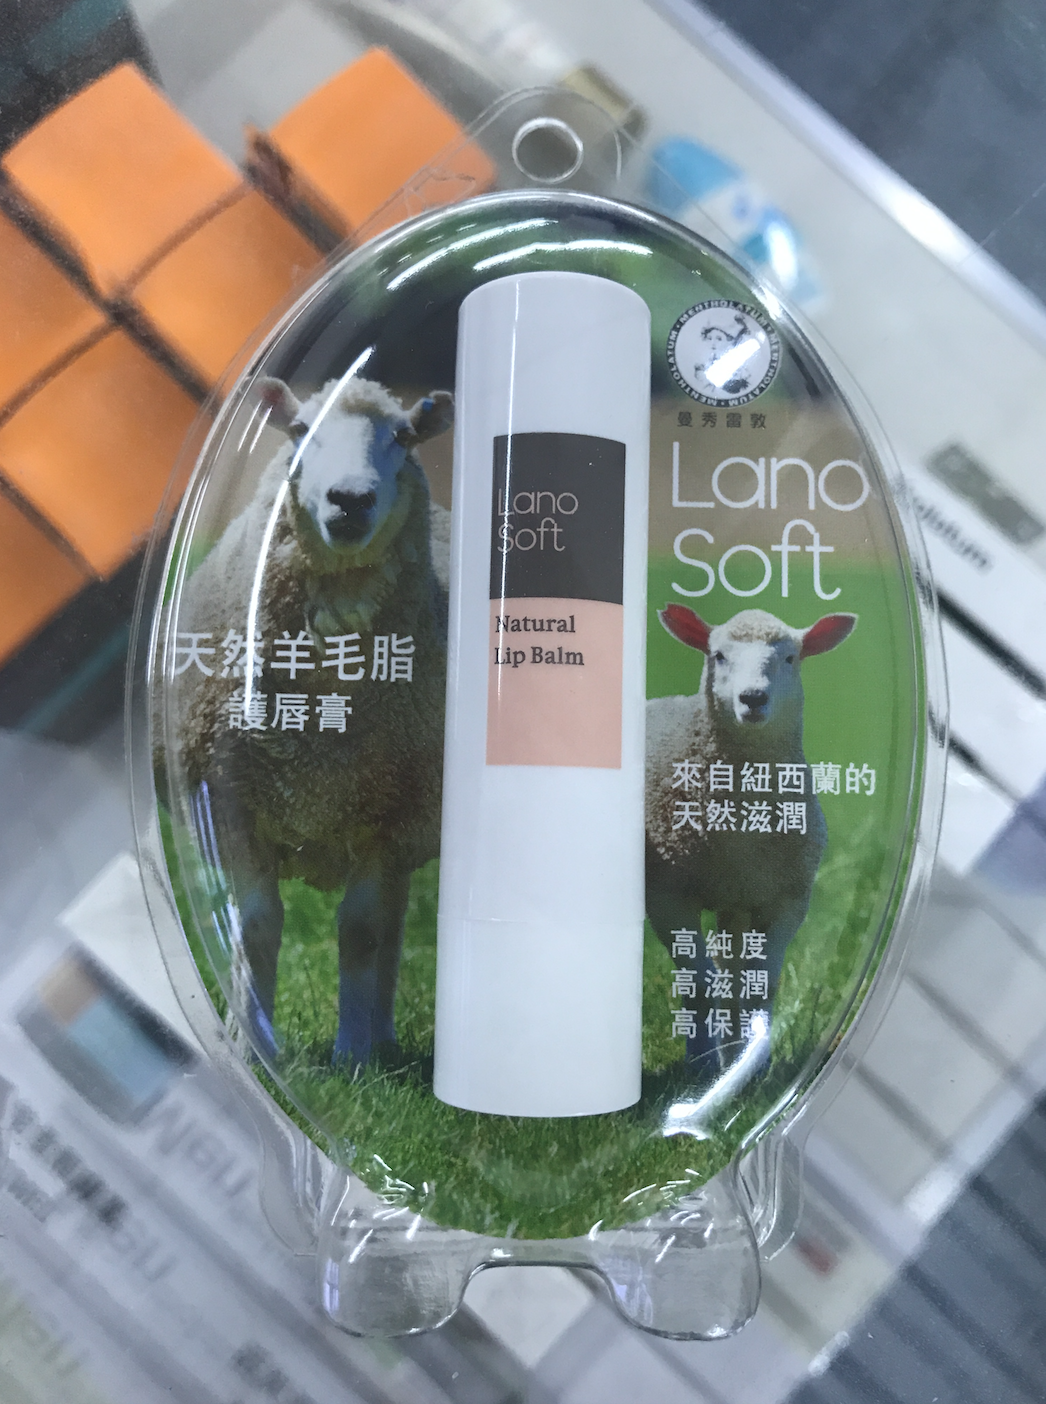 MENTHOLATUM • MENTHOLATUM • MENTHOLATUM
曼秀雷敦
Lano
Soft
Lano
Soft
Natural
Lip Balm
天然羊毛脂
護唇膏
來自紐西蘭的
天然滋潤
高純度
高滋潤
高保護